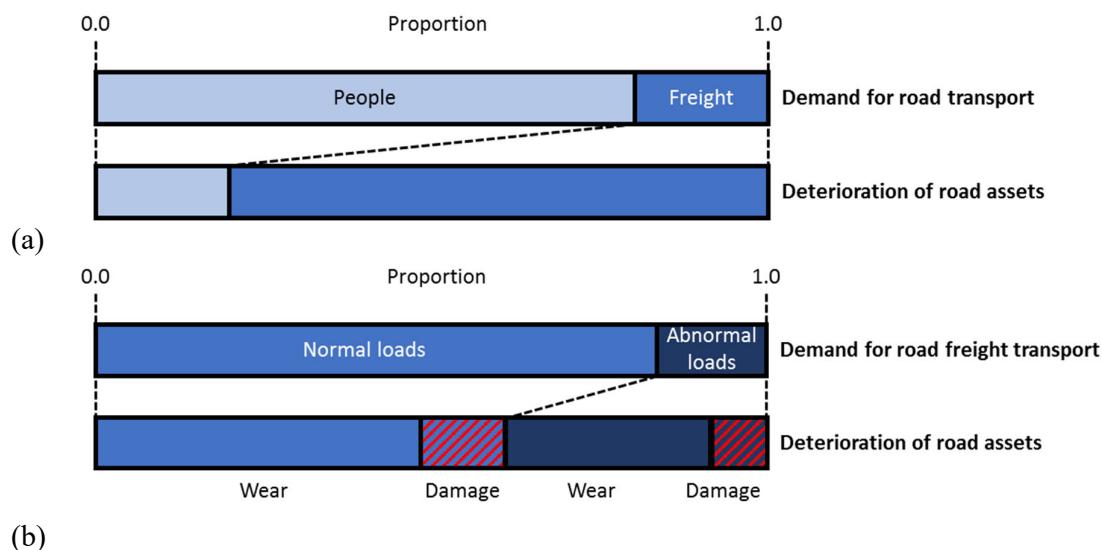 0.0 Proportion 1.0
People Freight Demand for road transport
Deterioration of road assets
(a)
0.0 Proportion 1.0
Normal loads Abnormal loads Demand for road freight transport
Deterioration of road assets
Wear Damage Wear Damage
(b)